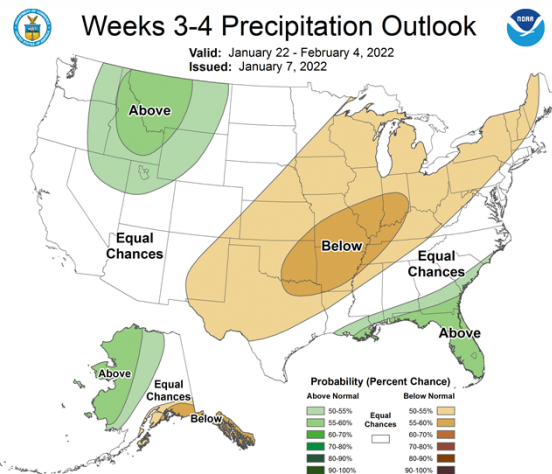 Weeks 3-4 Precipitation Outlook
Valid: January 22 - February 4, 2022
Issued: January 7, 2022
NOAA
Above
Equal
Chances
Below
Equal
Chances
Above
Above
Equal
Chances
Below
Probability (Percent Chance)
Above Normal
Below Normal
50-55%
Equal
Chances
50-55%
55-60%
55-60%
60-70%
60-70%
70-80%
70-80%
80-90%
80-90%
90-100%
90-100%